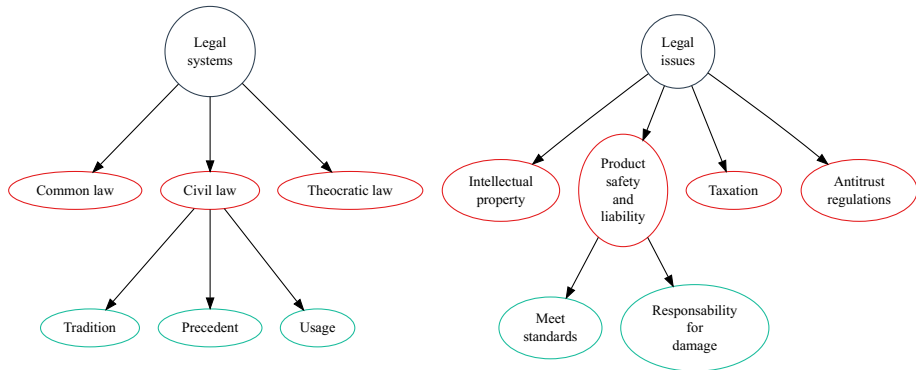 Legal
systems
Legal
issues
Common law
Civil law
Theocratic law
Intellectual
property
Product
safety
and
liability
Taxation
Antitrust
regulations
Tradition
Precedent
Usage
Meet
standards
Responsability
for
damage